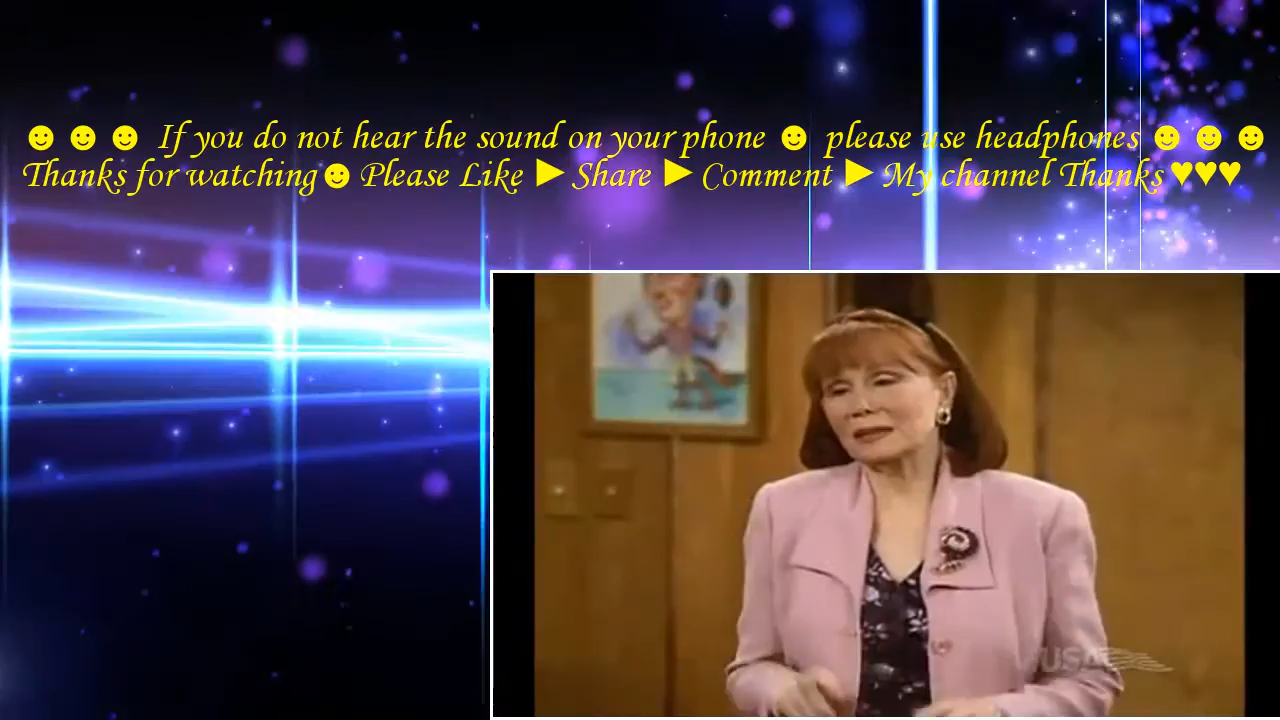 ☻☻☻ If you do not hear the sound on your phone ☻ please use headphones ☻☻☻
Thanks for watching☻Please Like ►Share ►Comment ►My channel Thanks ♥♥♥
USA